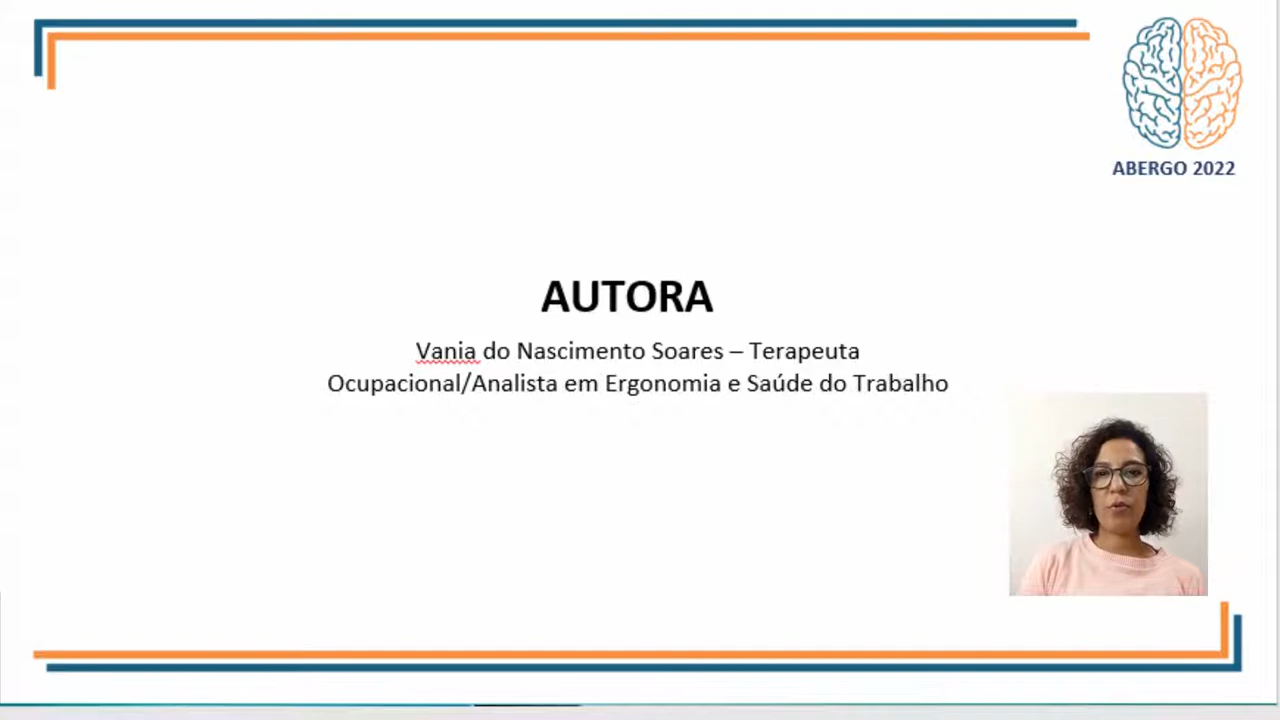 ABERGO 2022
AUTORA
Vania do Nascimento Soares – Terapeuta
Ocupacional/Analista em Ergonomia e Saúde do Trabalho